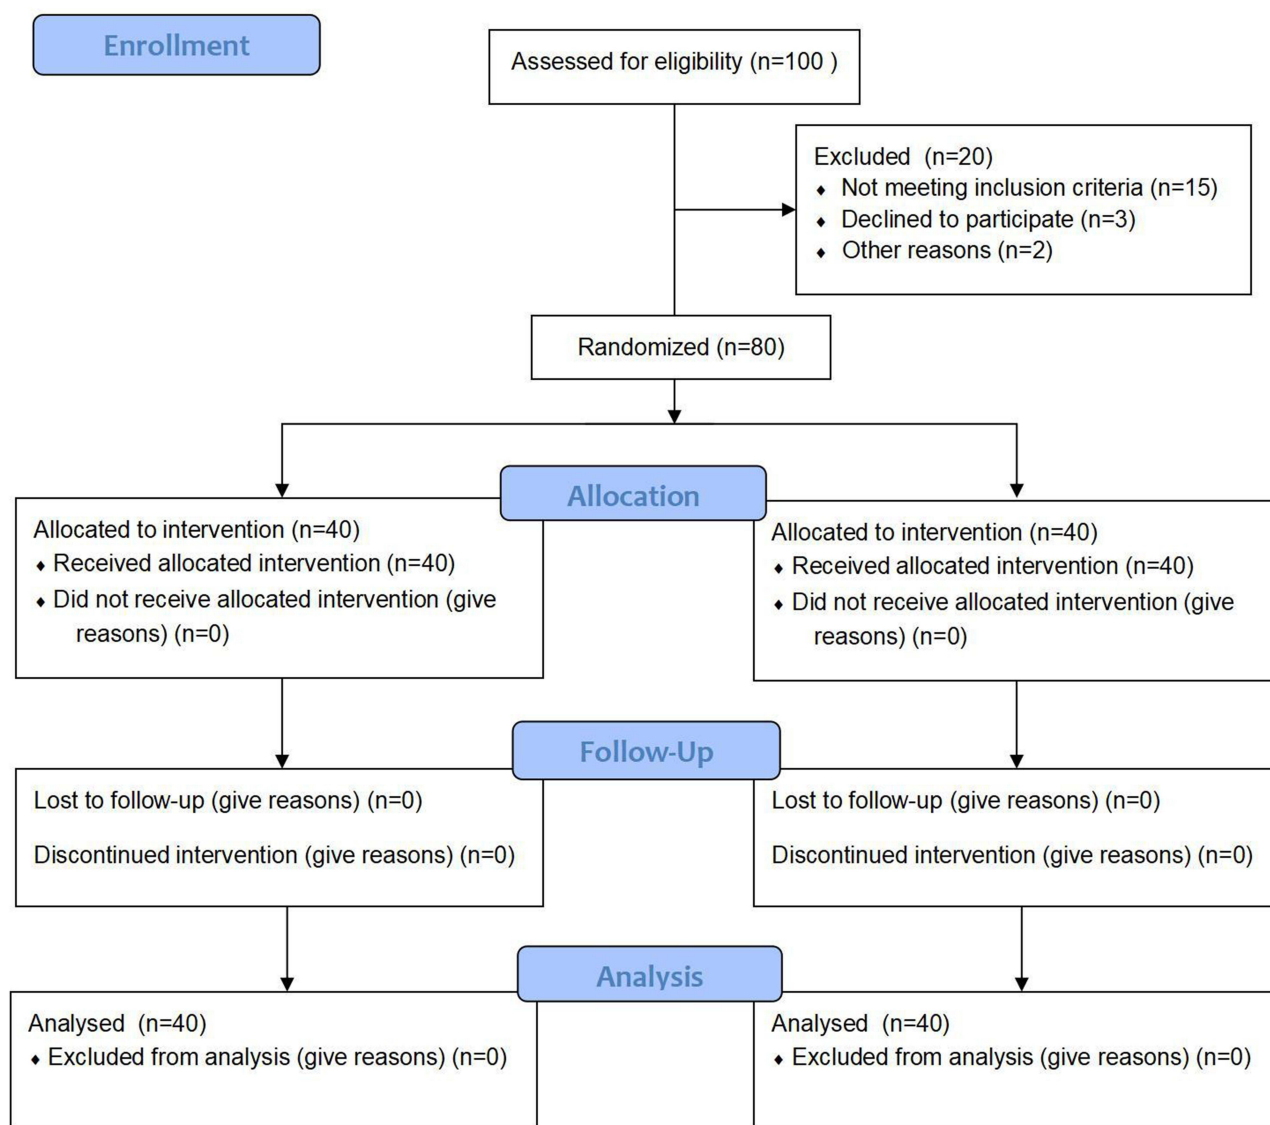 Enrollment
Assessed for eligibility (n=100 )
Excluded  (n=20)
♦ Not meeting inclusion criteria (n=15)
♦ Declined to participate (n=3)
♦ Other reasons (n=2)
Randomized (n=80)
Allocation
Allocated to intervention (n=40)
♦ Received allocated intervention (n=40)
♦ Did not receive allocated intervention (give
reasons) (n=0)
Allocated to intervention (n=40)
♦ Received allocated intervention (n=40)
♦ Did not receive allocated intervention (give
reasons) (n=0)
Follow-Up
Lost to follow-up (give reasons) (n=0)
Discontinued intervention (give reasons) (n=0)
Lost to follow-up (give reasons) (n=0)
Discontinued intervention (give reasons) (n=0)
Analysis
Analysed  (n=40)
♦ Excluded from analysis (give reasons) (n=0)
Analysed  (n=40)
♦ Excluded from analysis (give reasons) (n=0)